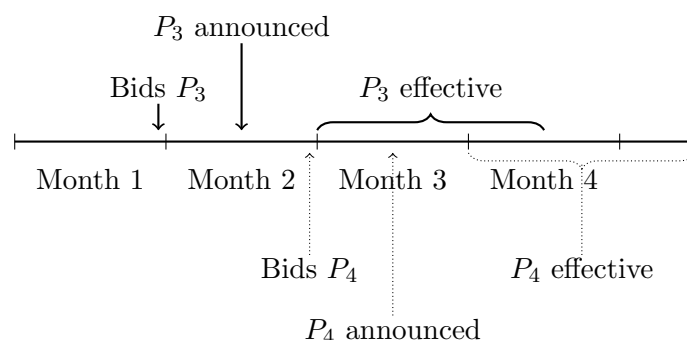 P₃ announced
Bids P₃
P₃ effective
Month 1
Month 2
Month 3
Month 4
Bids P₄
P₄ effective
P₄ announced